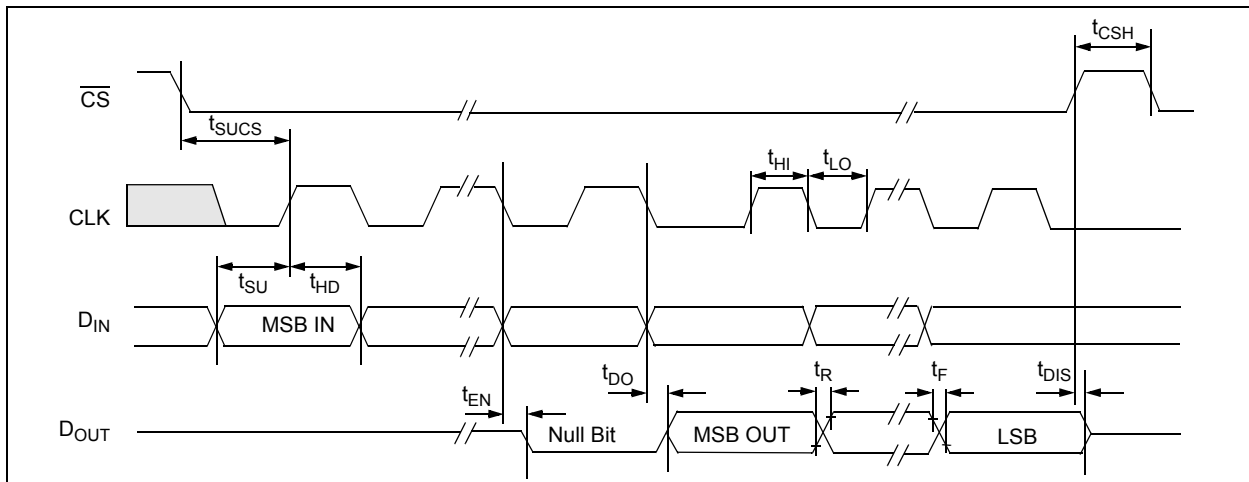 tCSH
CS
tSUCS
tHI tLO
CLK
tSU tHD
DIN MSB IN
tEN tDO tR tF tDIS
DOUT Null Bit MSB OUT LSB